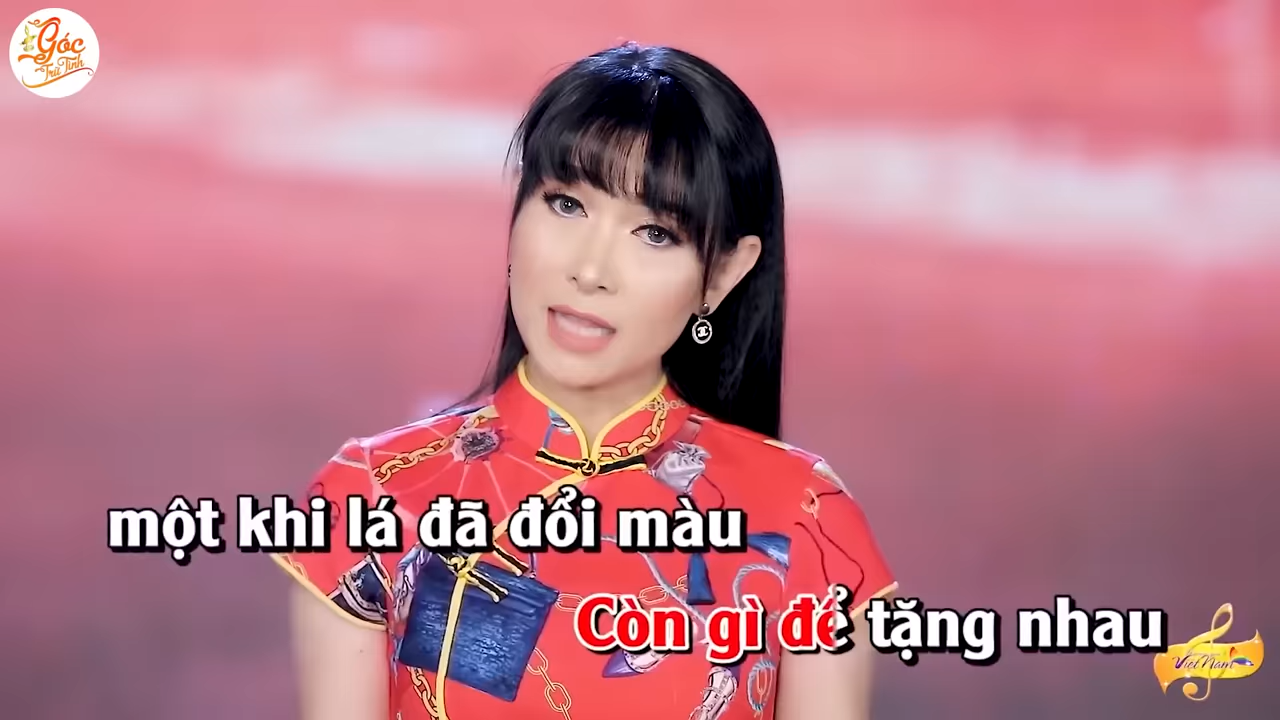 Góc
Trữ Tình
một khi lá đã đổi màu
Còn gì để tặng nhau
Việt Nam